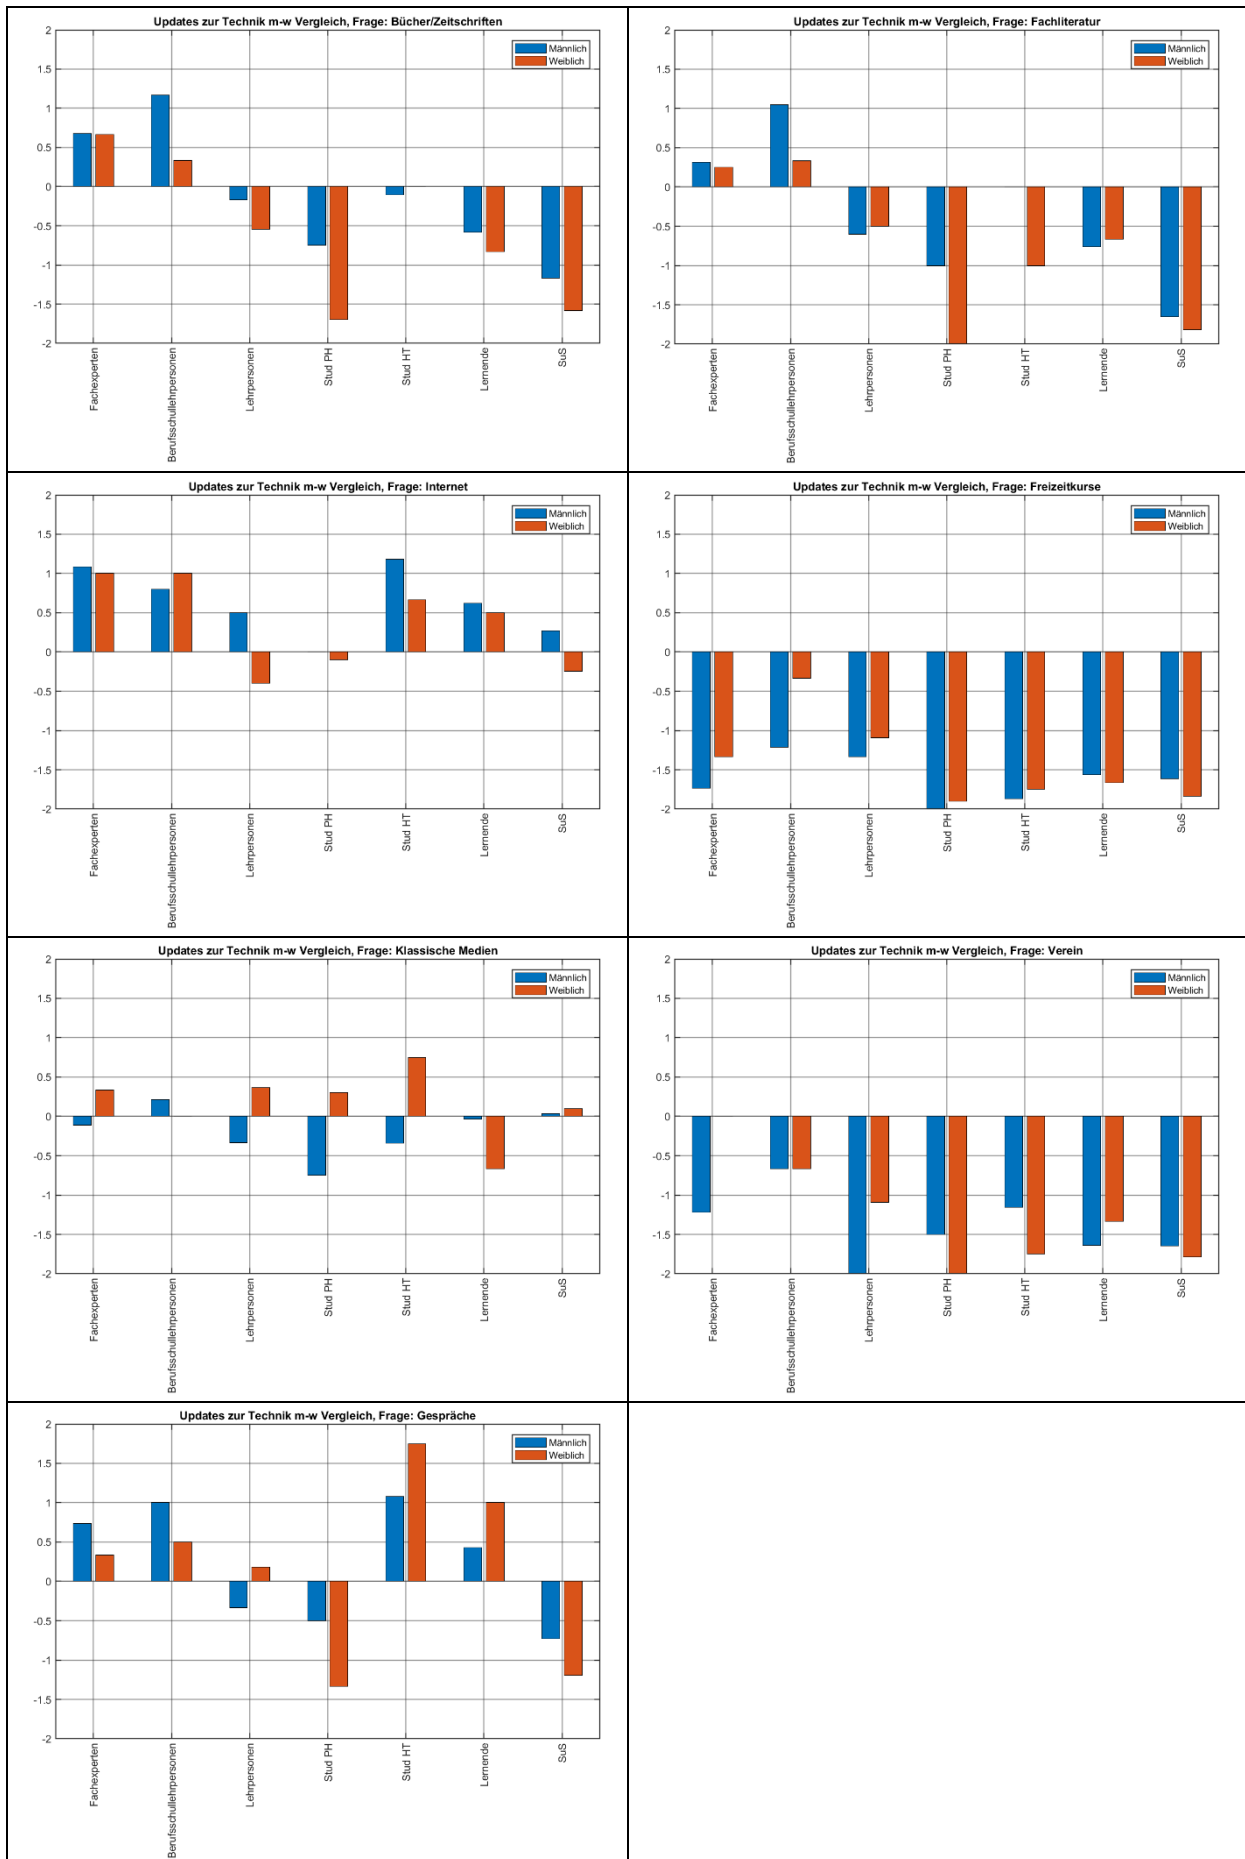 Updates zur Technik m-w Vergleich, Frage: Bücher/Zeitschriften
Männlich
Weiblich
2
1.5
1
0.5
0
-0.5
-1
-1.5
-2
Fachexperten
Berufsschullehrpersonen
Lehrpersonen
Stud PH
Stud HT
Lernende
SuS
Updates zur Technik m-w Vergleich, Frage: Fachliteratur
Männlich
Weiblich
2
1.5
1
0.5
0
-0.5
-1
-1.5
-2
Fachexperten
Berufsschullehrpersonen
Lehrpersonen
Stud PH
Stud HT
Lernende
SuS
Updates zur Technik m-w Vergleich, Frage: Internet
Männlich
Weiblich
2
1.5
1
0.5
0
-0.5
-1
-1.5
-2
Fachexperten
Berufsschullehrpersonen
Lehrpersonen
Stud PH
Stud HT
Lernende
SuS
Updates zur Technik m-w Vergleich, Frage: Freizeitkurse
Männlich
Weiblich
2
1.5
1
0.5
0
-0.5
-1
-1.5
-2
Fachexperten
Berufsschullehrpersonen
Lehrpersonen
Stud PH
Stud HT
Lernende
SuS
Updates zur Technik m-w Vergleich, Frage: Klassische Medien
Männlich
Weiblich
2
1.5
1
0.5
0
-0.5
-1
-1.5
-2
Fachexperten
Berufsschullehrpersonen
Lehrpersonen
Stud PH
Stud HT
Lernende
SuS
Updates zur Technik m-w Vergleich, Frage: Verein
Männlich
Weiblich
2
1.5
1
0.5
0
-0.5
-1
-1.5
-2
Fachexperten
Berufsschullehrpersonen
Lehrpersonen
Stud PH
Stud HT
Lernende
SuS
Updates zur Technik m-w Vergleich, Frage: Gespräche
Männlich
Weiblich
2
1.5
1
0.5
0
-0.5
-1
-1.5
-2
Fachexperten
Berufsschullehrpersonen
Lehrpersonen
Stud PH
Stud HT
Lernende
SuS